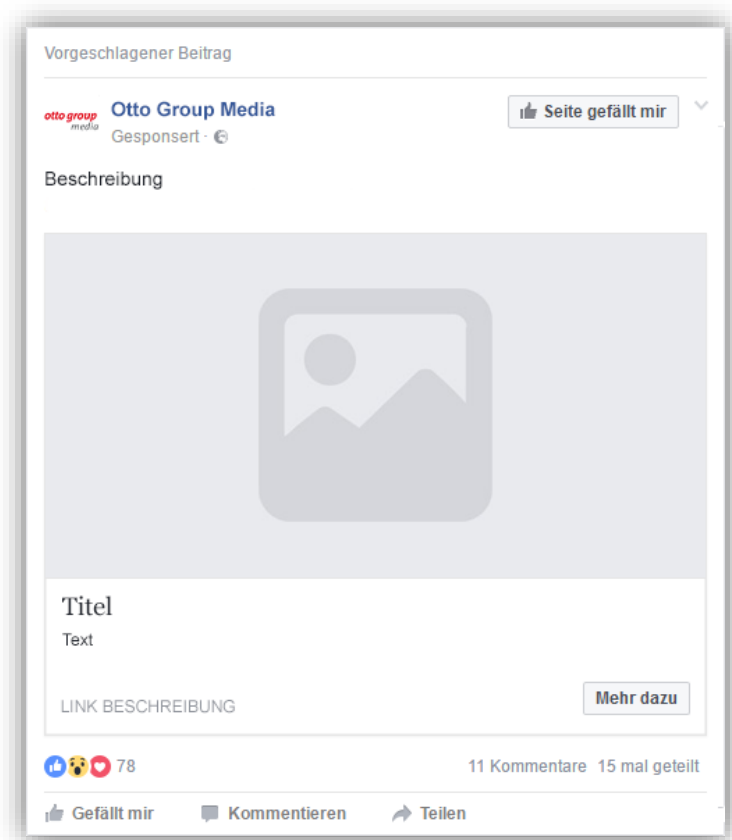 Vorgeschlagener Beitrag
otto group
media
Otto Group Media
Gesponsert ·
Seite gefällt mir
Beschreibung
Titel
Text
LINK BESCHREIBUNG
Mehr dazu
78
11 Kommentare 15 mal geteilt
Gefällt mir Kommentieren Teilen